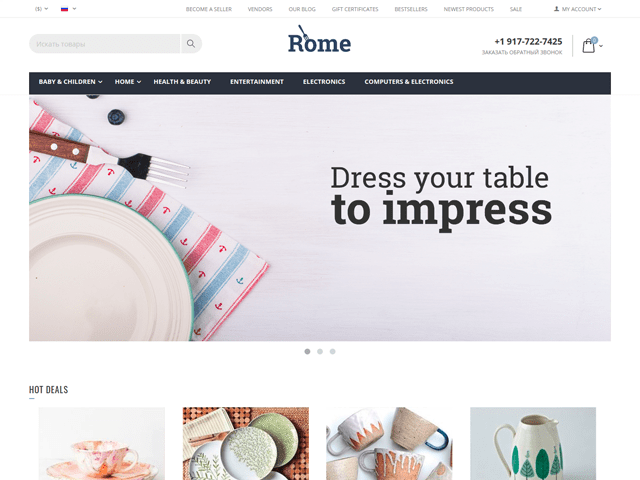 ($)
BECOME A SELLER VENDORS OUR BLOG GIFT CERTIFICATES BESTSELLERS NEWEST PRODUCTS SALE MY ACCOUNT
Искать товары
Rome
+1 917-722-7425
ЗАКАЗАТЬ ОБРАТНЫЙ ЗВОНОК
0
BABY & CHILDREN HOME HEALTH & BEAUTY ENTERTAINMENT ELECTRONICS COMPUTERS & ELECTRONICS
Dress your table
to impress
HOT DEALS